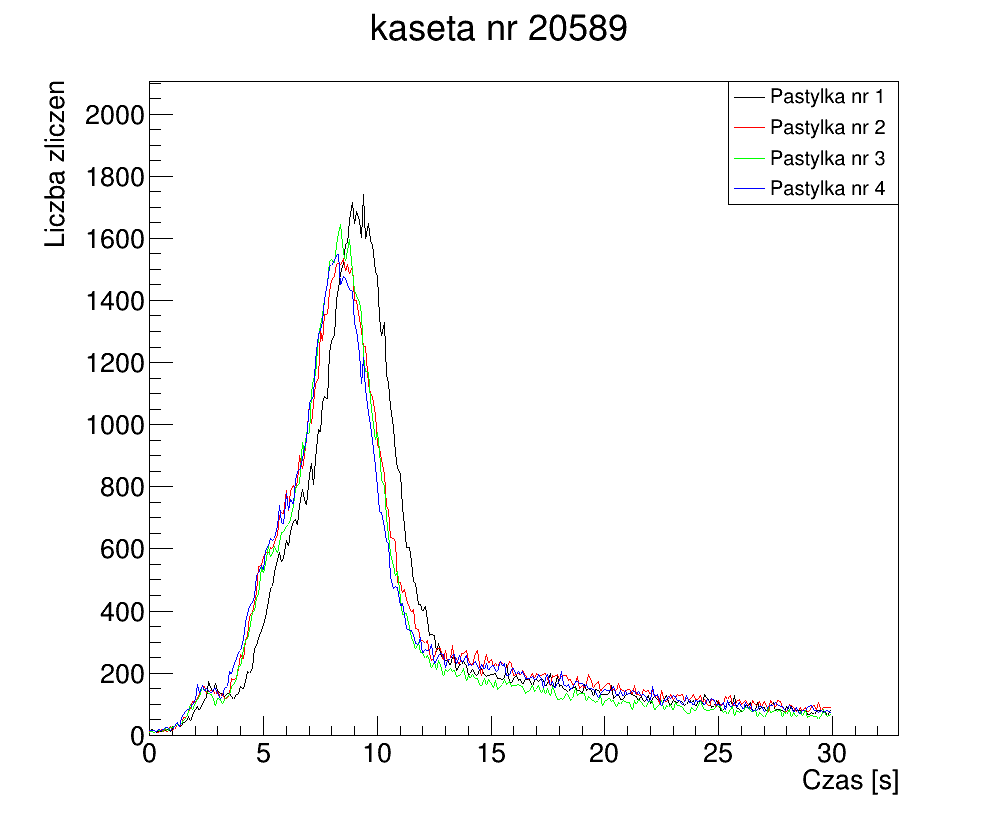 kaseta nr 20589
Liczba zliczen
2000
1800
1600
1400
1200
1000
800
600
400
200
0
Pastylka nr 1
Pastylka nr 2
Pastylka nr 3
Pastylka nr 4
0 5 10 15 20 25 30
Czas [s]